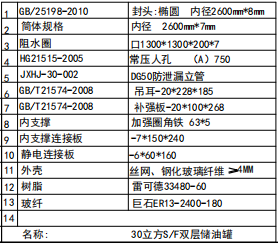 1 GB/25198-2010 封头:椭圆 内径2600mm*8mm
2 筒体规格 内径 2600mm*7mm
3 阻水圈 口1300*1300*200*7
4 HG21515-2005 常压人孔 (A)750
5 JXHJ-30-002 DG50防泄漏立管
6 GB/T21574-2008 吊耳-20*228*185
7 GB/T21574-2008 补强板-20*100*268
8 内支撑 加强圈角铁 63*5
9 内支撑连接板 -7*150*240
10 静电连接板 -6*60*160
11 外壳 丝网、钢化玻璃纤维 ≥4MM
12 树脂 雷可德33480-60
13 玻纤 巨石ER13-2400-180
14
名称: 30立方S/F双层储油罐